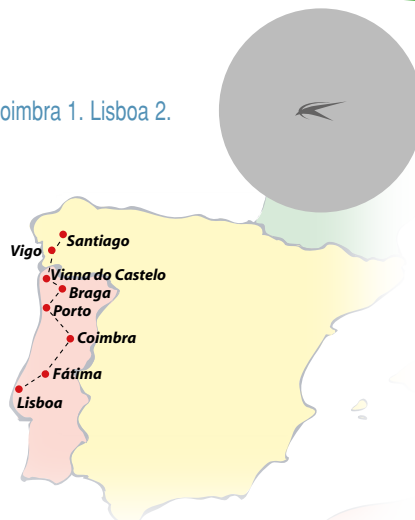 oimbra 1. Lisboa 2.
Santiago
Vigo
Viana do Castelo
Braga
Porto
Coimbra
Fátima
Lisboa